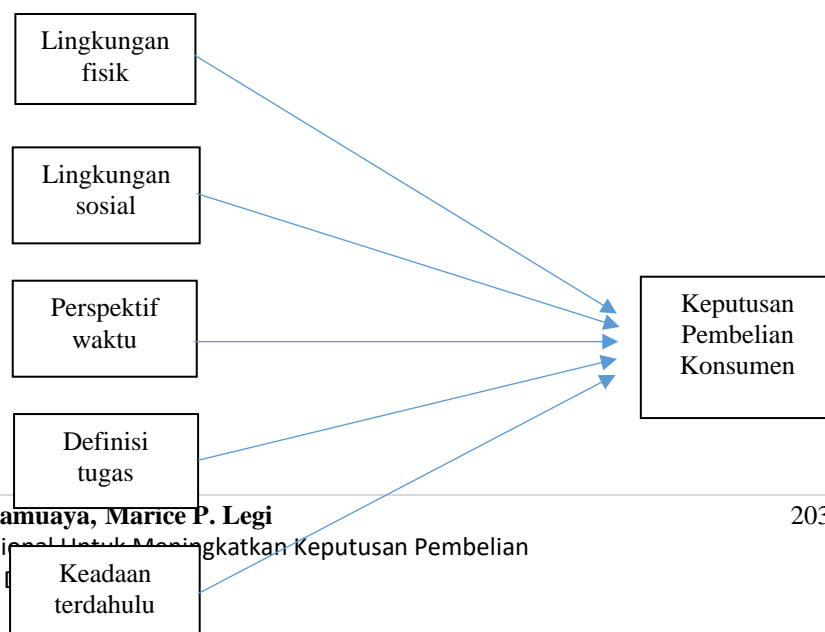 Lingkungan
fisik
Lingkungan
sosial
Perspektif
waktu
Keputusan
Pembelian
Konsumen
Definisi
tugas
Marice P. Legi
203
Untuk Meningkatkan Keputusan Pembelian
Keadaan
terdahulu